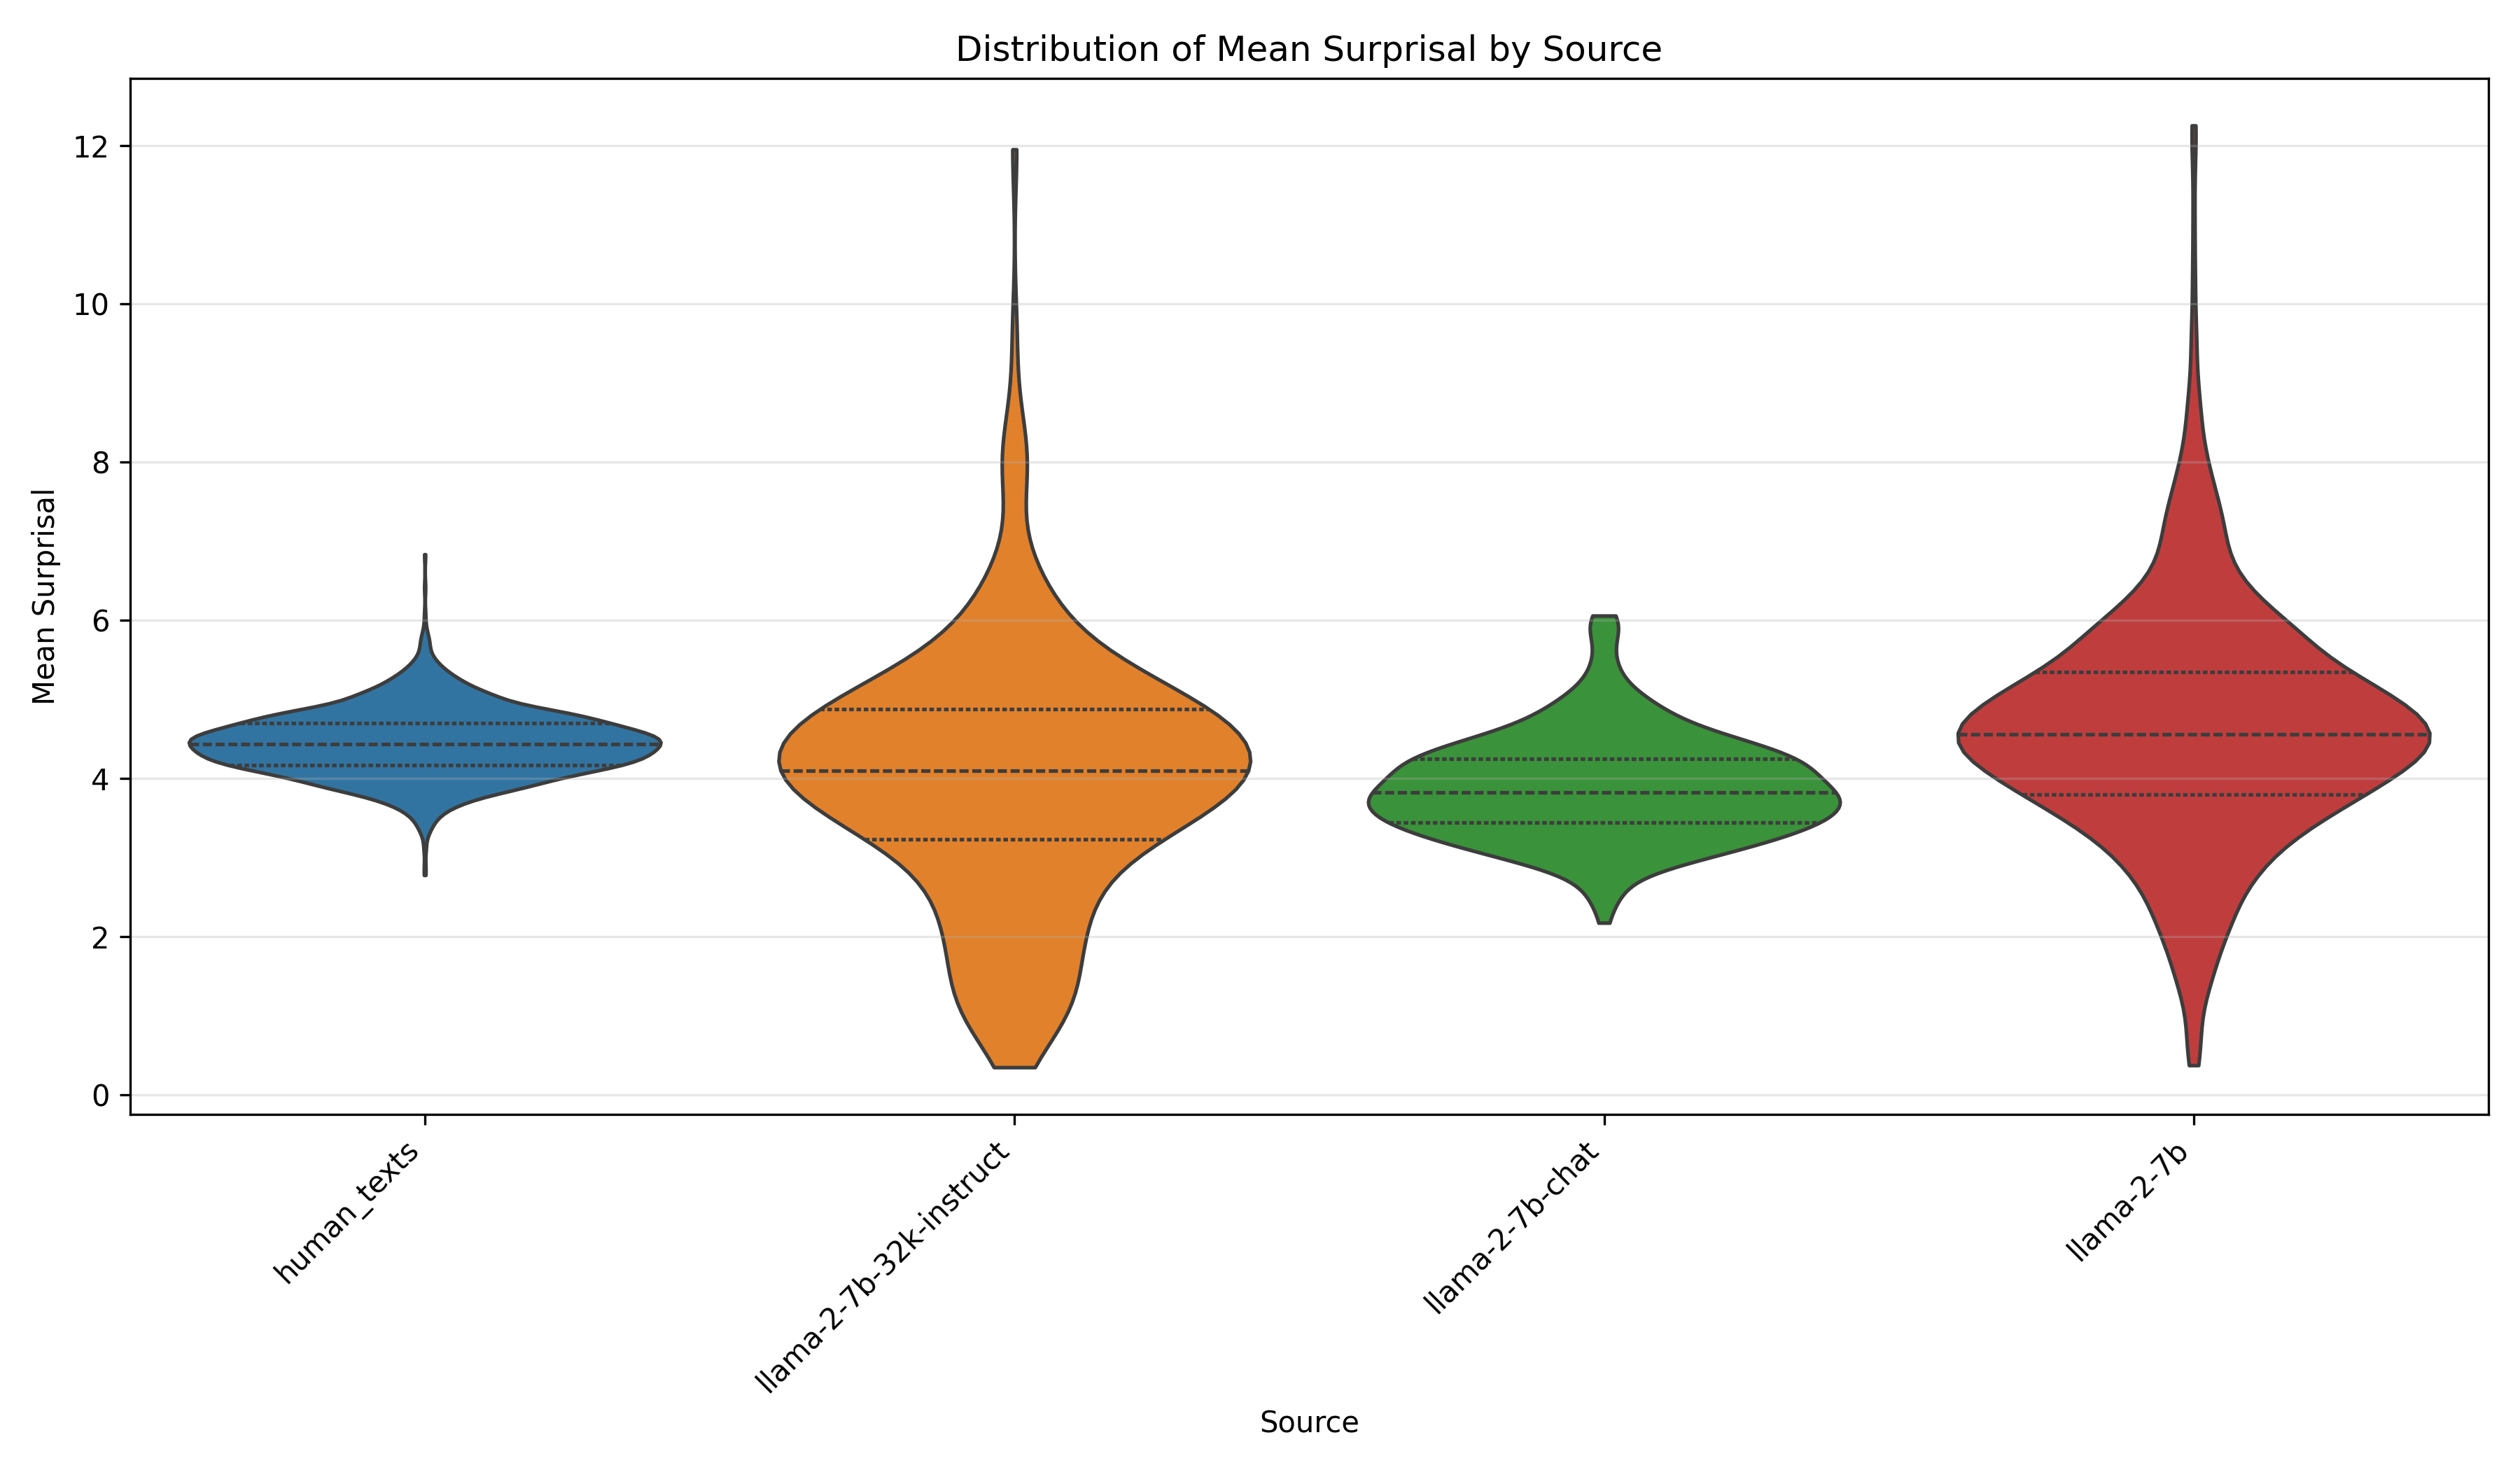 Distribution of Mean Surprisal by Source
Mean Surprisal
12
10
8
6
4
2
0
human_texts
llama-2-7b-32k-instruct
llama-2-7b-chat
llama-2-7b
Source